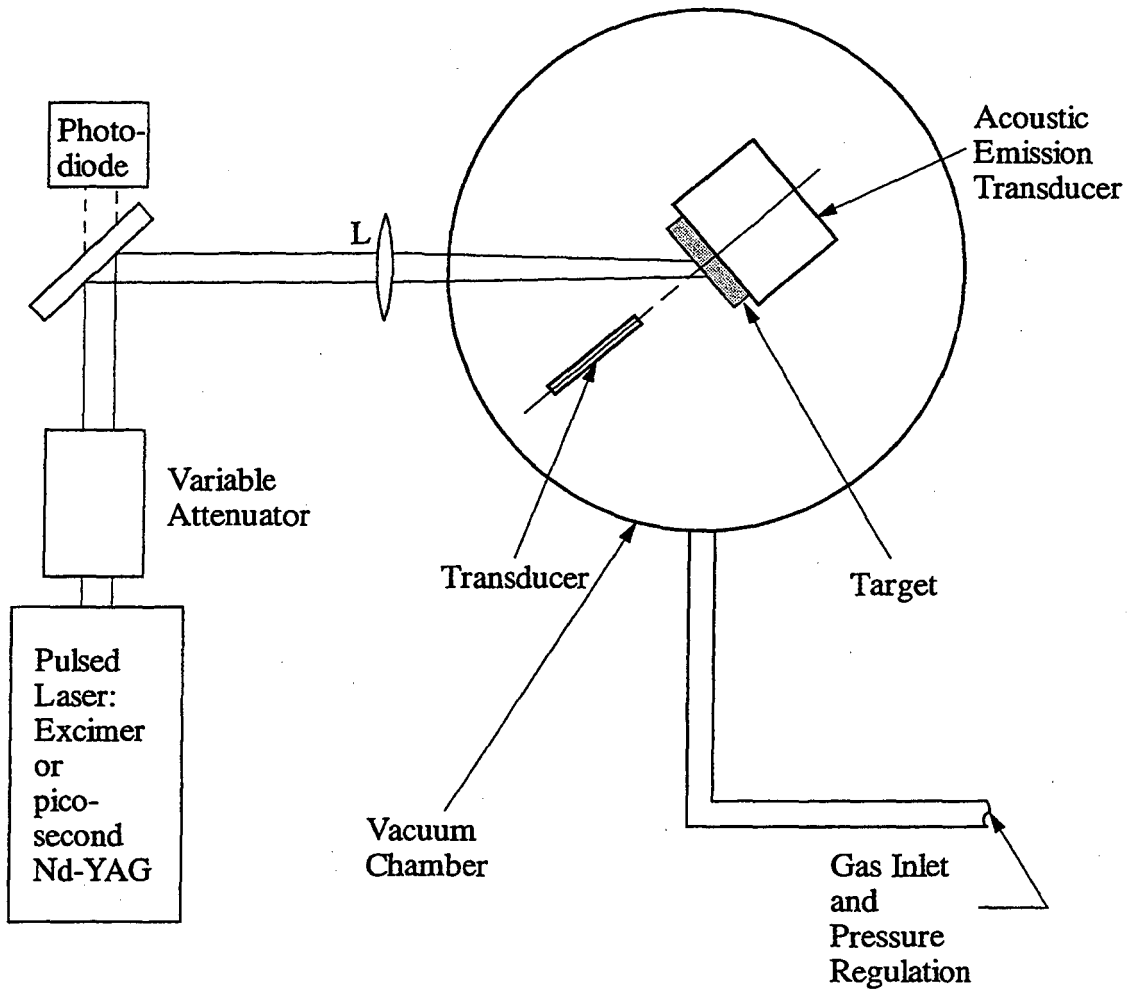 Photo-
diode
Acoustic
Emission
Transducer
L
Variable
Attenuator
Transducer
Target
Pulsed
Laser:
Excimer
or
pico-
second
Nd-YAG
Vacuum
Chamber
Gas Inlet
and
Pressure
Regulation